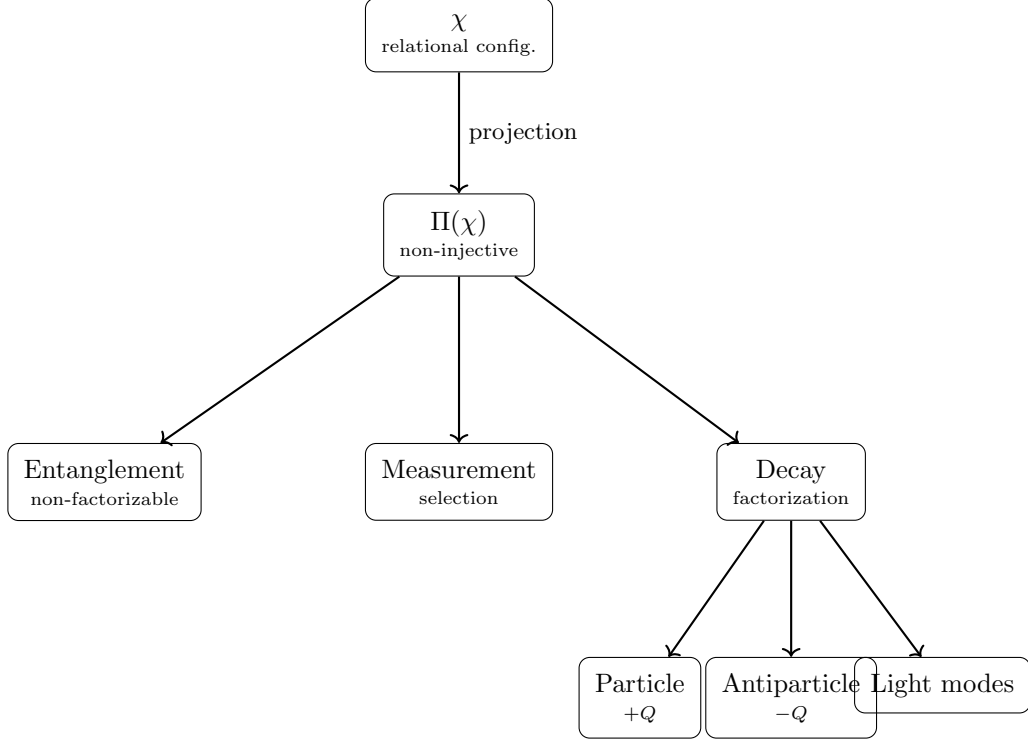 χ
relational config.
projection
Π(χ)
non-injective
Entanglement
non-factorizable
Measurement
selection
Decay
factorization
Particle
+Q
Antiparticle
−Q
Light modes